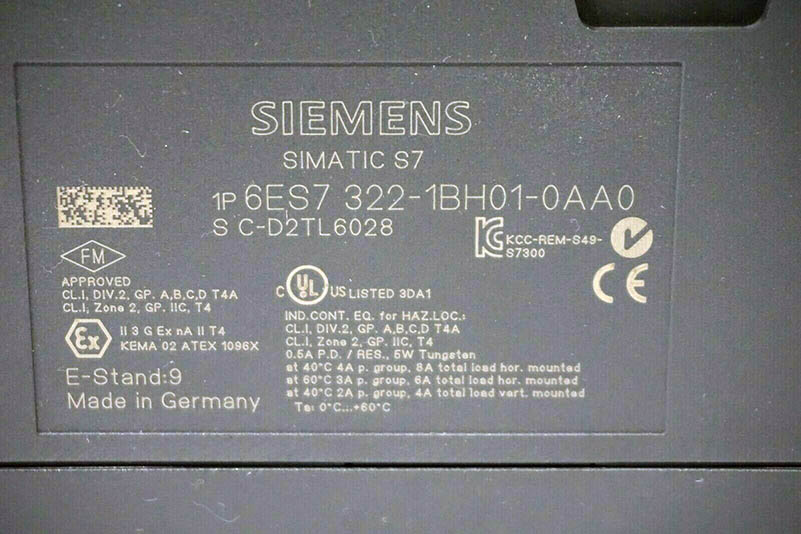 SIEMENS
SIMATIC S7
1P 6ES7 322-1BH01-0AA0
S C-D2TL6028
KCC-REM-S49-
S7300
FM
APPROVED
CL.I, DIV.2, GP. A,B,C,D T4A
CL.I, Zone 2, GP. IIC, T4
Ex
II 3 G Ex nA II T4
KEMA 02 ATEX 1096X
E-Stand:9
Made in Germany
C UL US LISTED 3DA1
IND.CONT. EQ. for HAZ.LOC.:
CL.I, DIV.2, GP. A,B,C,D T4A
CL.I, Zone 2, GP. IIC, T4
0.5A P.D. / RES., 5W Tungsten
at 40°C 4A p. group, 8A total load hor. mounted
at 60°C 3A p. group, 6A total load hor. mounted
at 40°C 2A p. group, 4A total load vert. mounted
Ta: 0°C...+60°C
CE